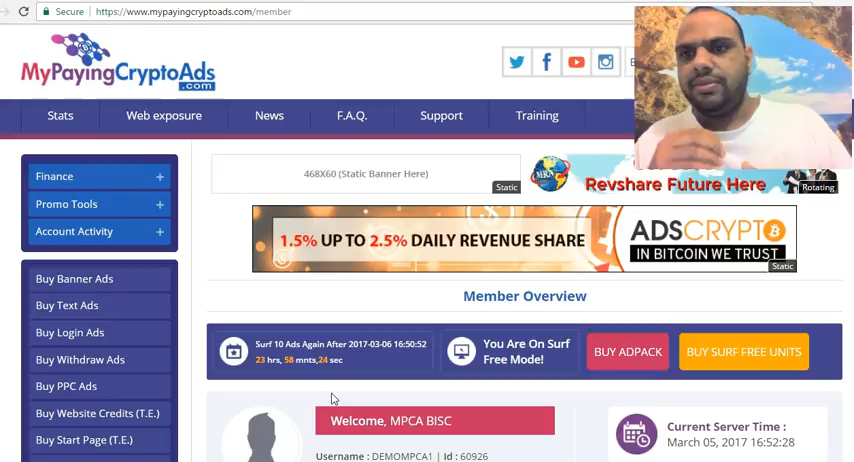 Secure https://www.mypayingcryptoads.com/member
MyPayingCryptoAds
.com
Stats
Web exposure
News
F.A.Q.
Support
Training
Finance
Promo Tools
Account Activity
Buy Banner Ads
Buy Text Ads
Buy Login Ads
Buy Withdraw Ads
Buy PPC Ads
Buy Website Credits (T.E.)
Buy Start Page (T.E.)
468X60 (Static Banner Here)
Static
MRA
Revshare Future Here
Rotating
1.5% UP TO 2.5% DAILY REVENUE SHARE
ADSCRYPTO
IN BITCOIN WE TRUST
Static
Member Overview
Surf 10 Ads Again After 2017-03-06 16:50:52
23 hrs, 58 mnts,24 sec
You Are On Surf
Free Mode!
BUY ADPACK
BUY SURF FREE UNITS
Welcome, MPCA BISC
Username : DEMOMPCA1 | Id : 60926
Current Server Time :
March 05, 2017 16:52:28